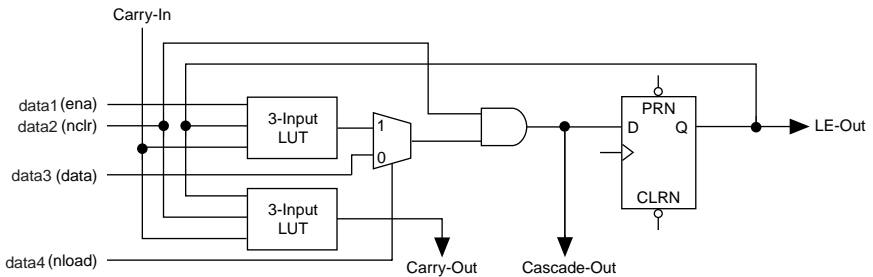 Carry-In
data1 (ena)
data2 (nclr)
3-Input
LUT
1
0
data3 (data)
3-Input
LUT
data4 (nload)
Carry-Out
Cascade-Out
PRN
D
Q
CLRN
LE-Out